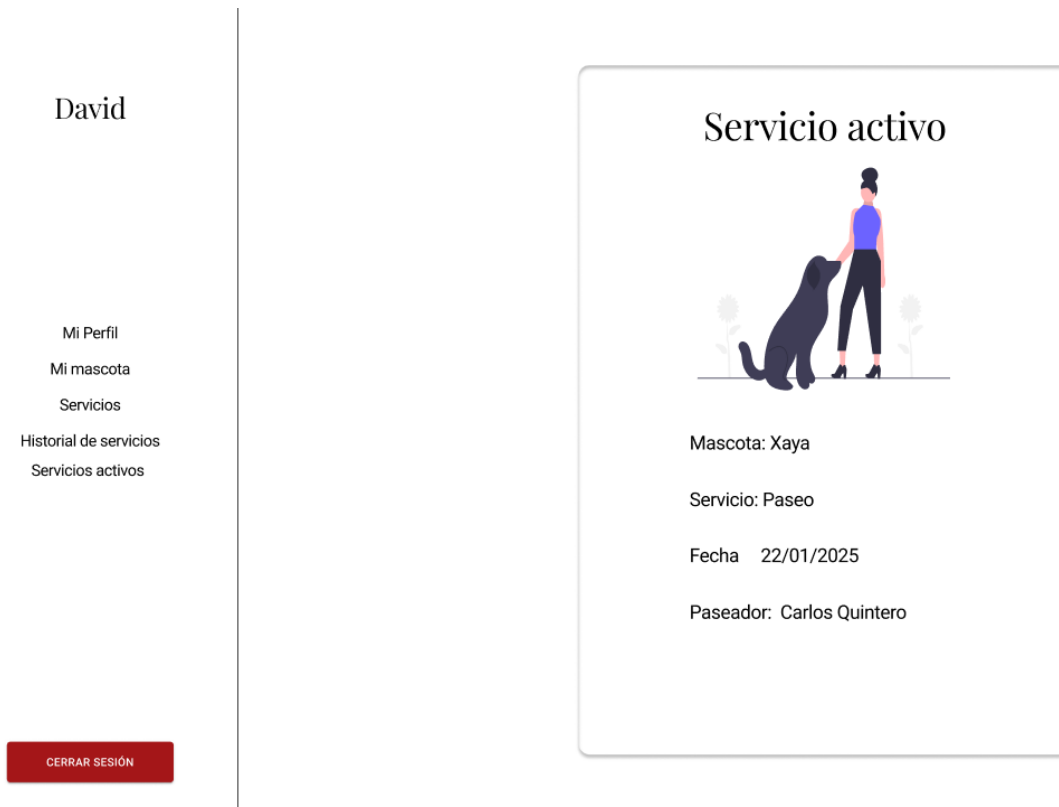 David
Mi Perfil
Mi mascota
Servicios
Historial de servicios
Servicios activos
CERRAR SESIÓN
Servicio activo
Mascota: Xaya
Servicio: Paseo
Fecha 22/01/2025
Paseador: Carlos Quintero